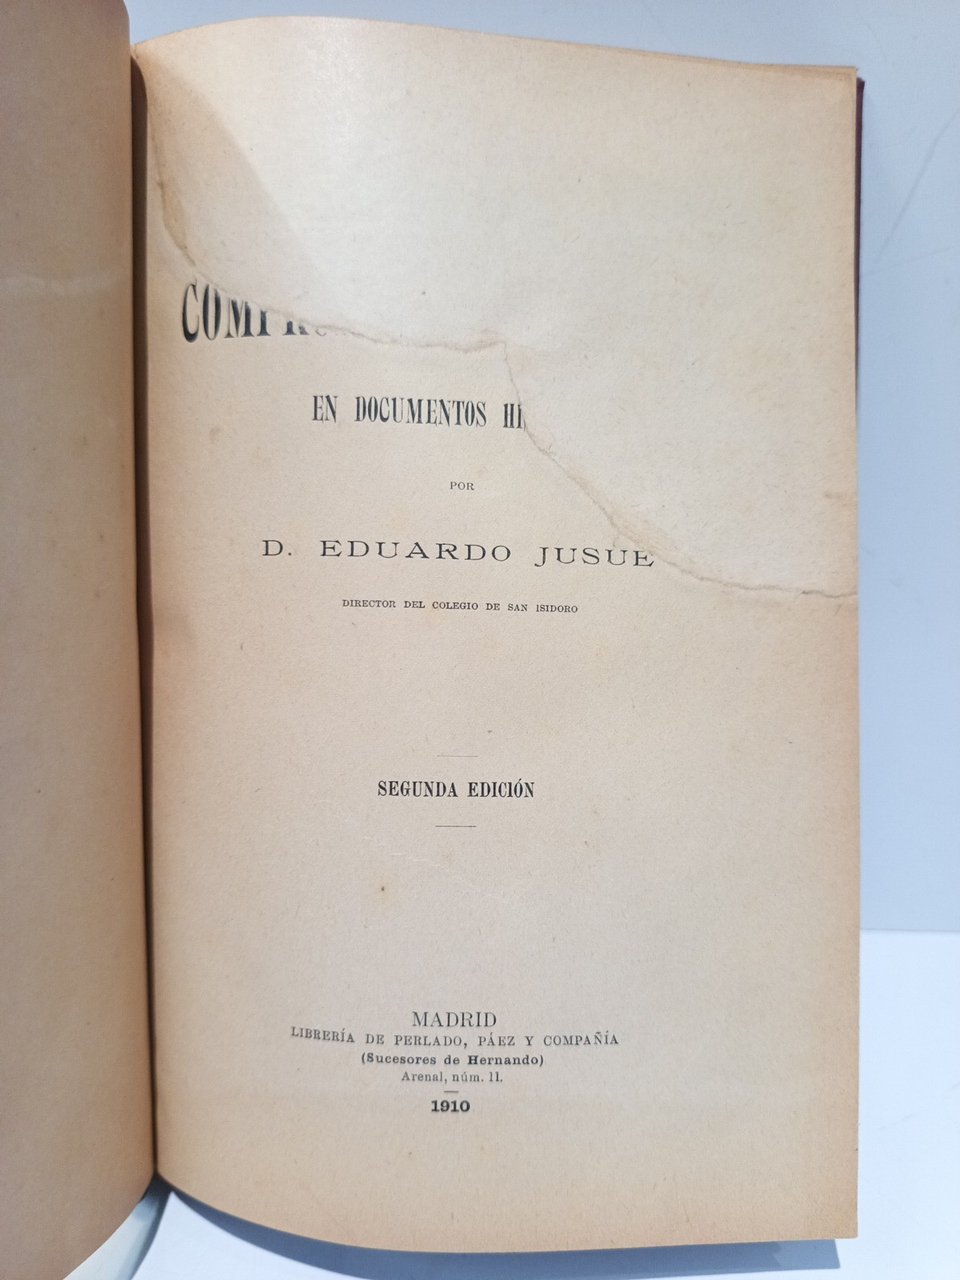 EN DOCUMENTOS
POR
D. EDUARDO JUSUE
DIRECTOR DEL COLEGIO DE SAN ISIDORO
SEGUNDA EDICIÓN
MADRID
LIBRERÍA DE PERLADO, PÁEZ Y COMPAÑÍA
(Sucesores de Hernando)
Arenal, núm. 11.
1910